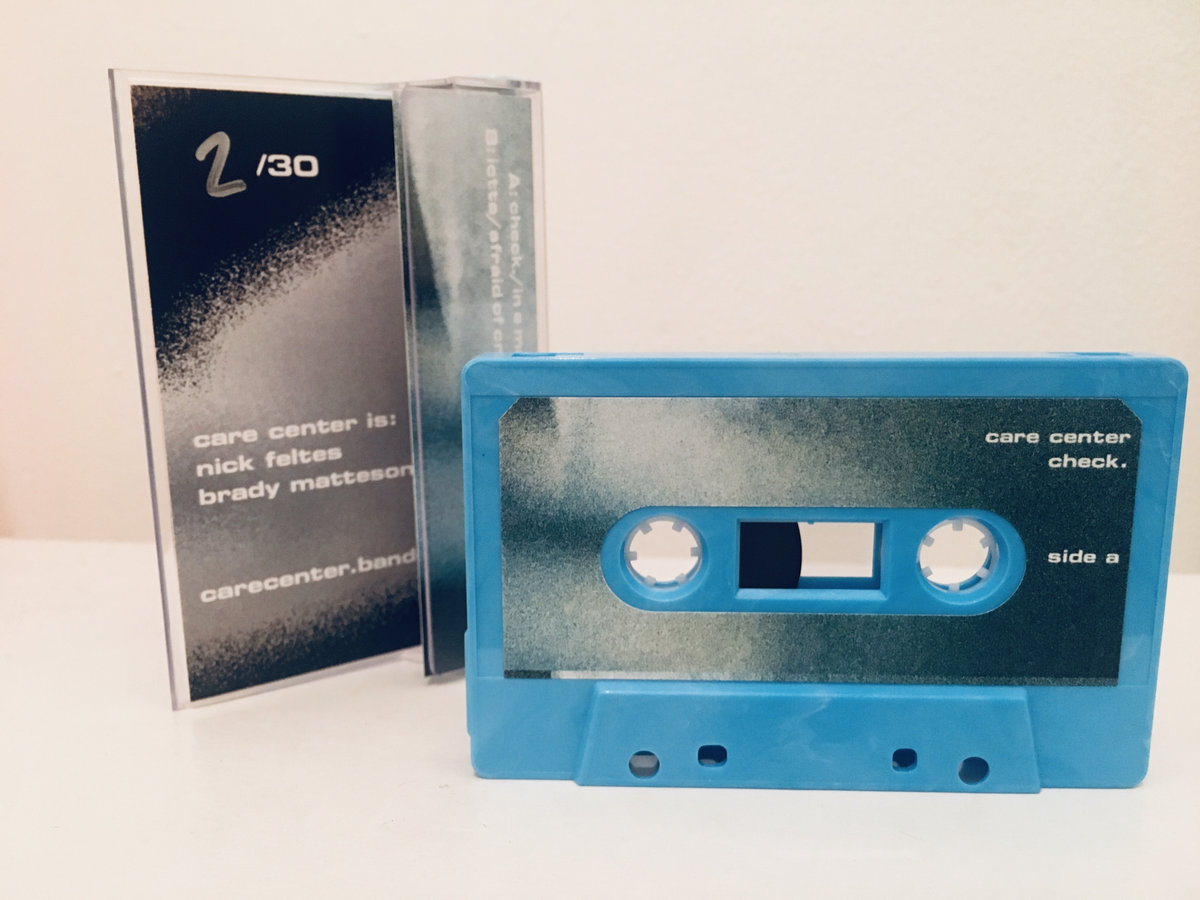 2 /30
care center is:
nick feltes
brady matteson
carecenter.band
A: check./in a
B: iotta/afraid of
care center
check.
side a